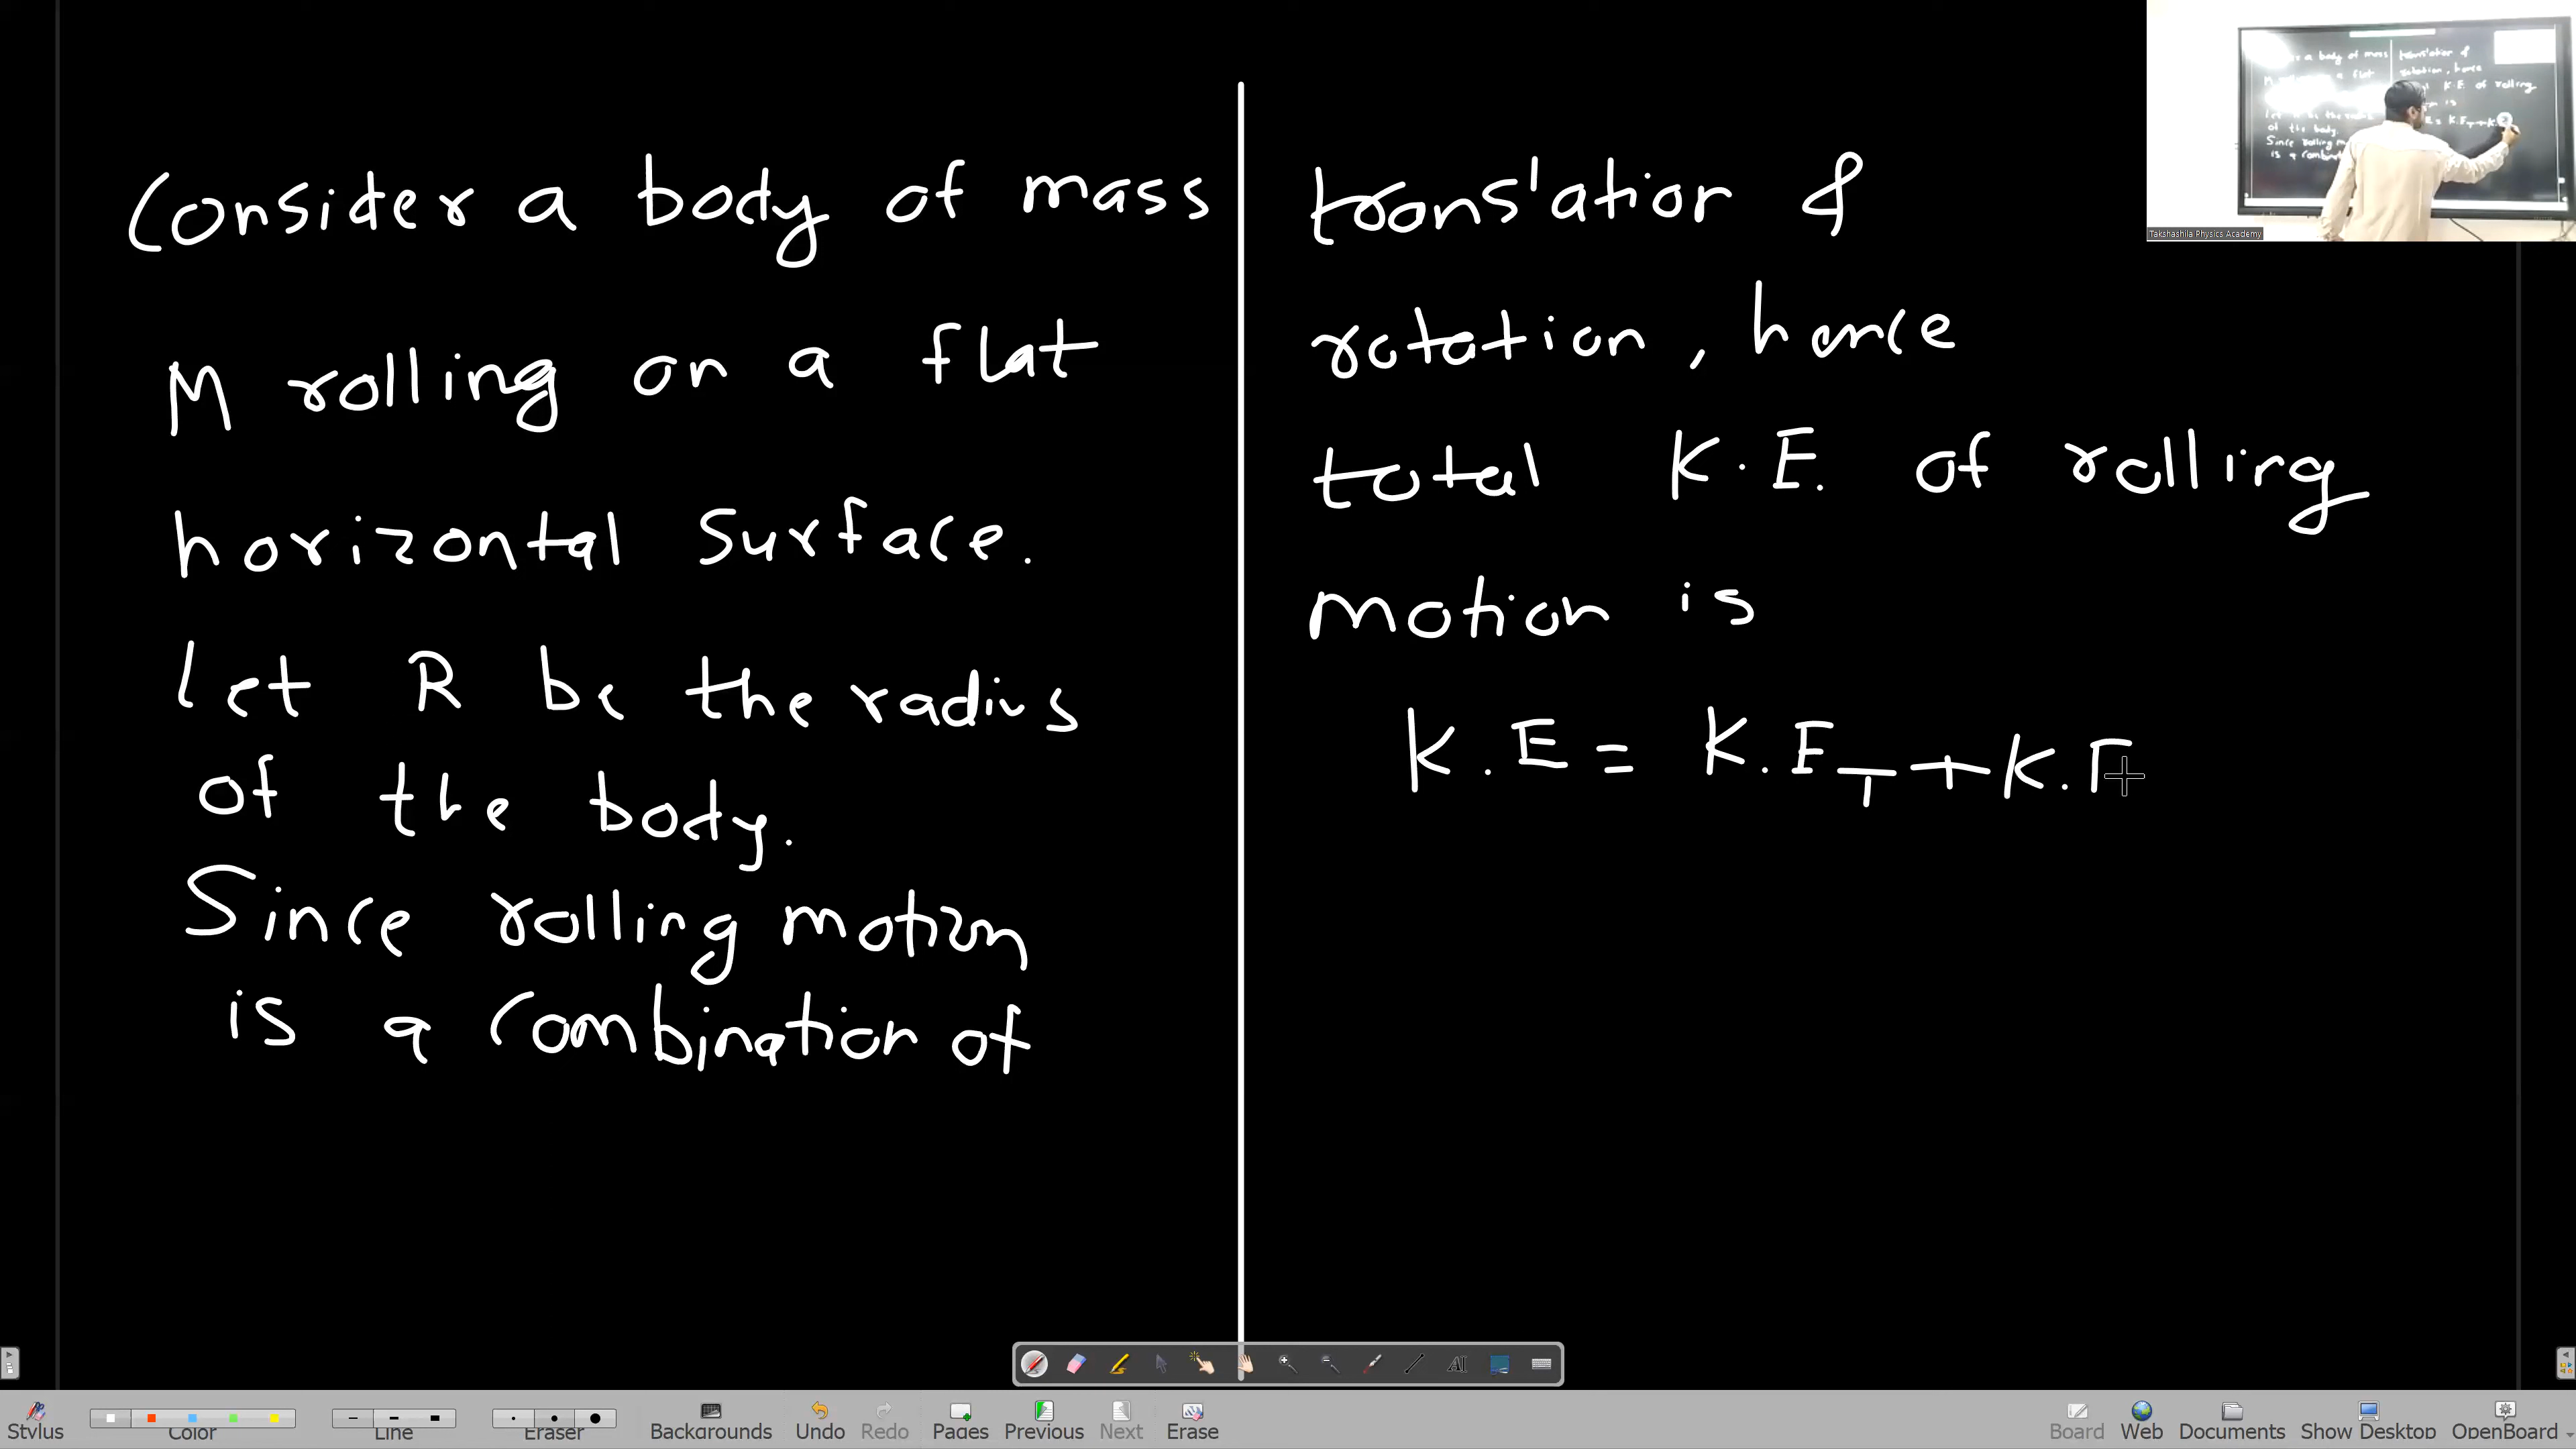 Consider a body of mass
M rolling on a flat
horizontal surface.
let R be the radius
of the body.
Since rolling motion
is a combination of
translation &
rotation, hence
total K.E. of rolling
motion is
K.E = K.E_T + K.E
Takshashila Physics Academy
Stylus
Color
Line
Eraser
Backgrounds
Undo
Redo
Pages
Previous
Next
Erase
Board
Web
Documents
Show Desktop
OpenBoard